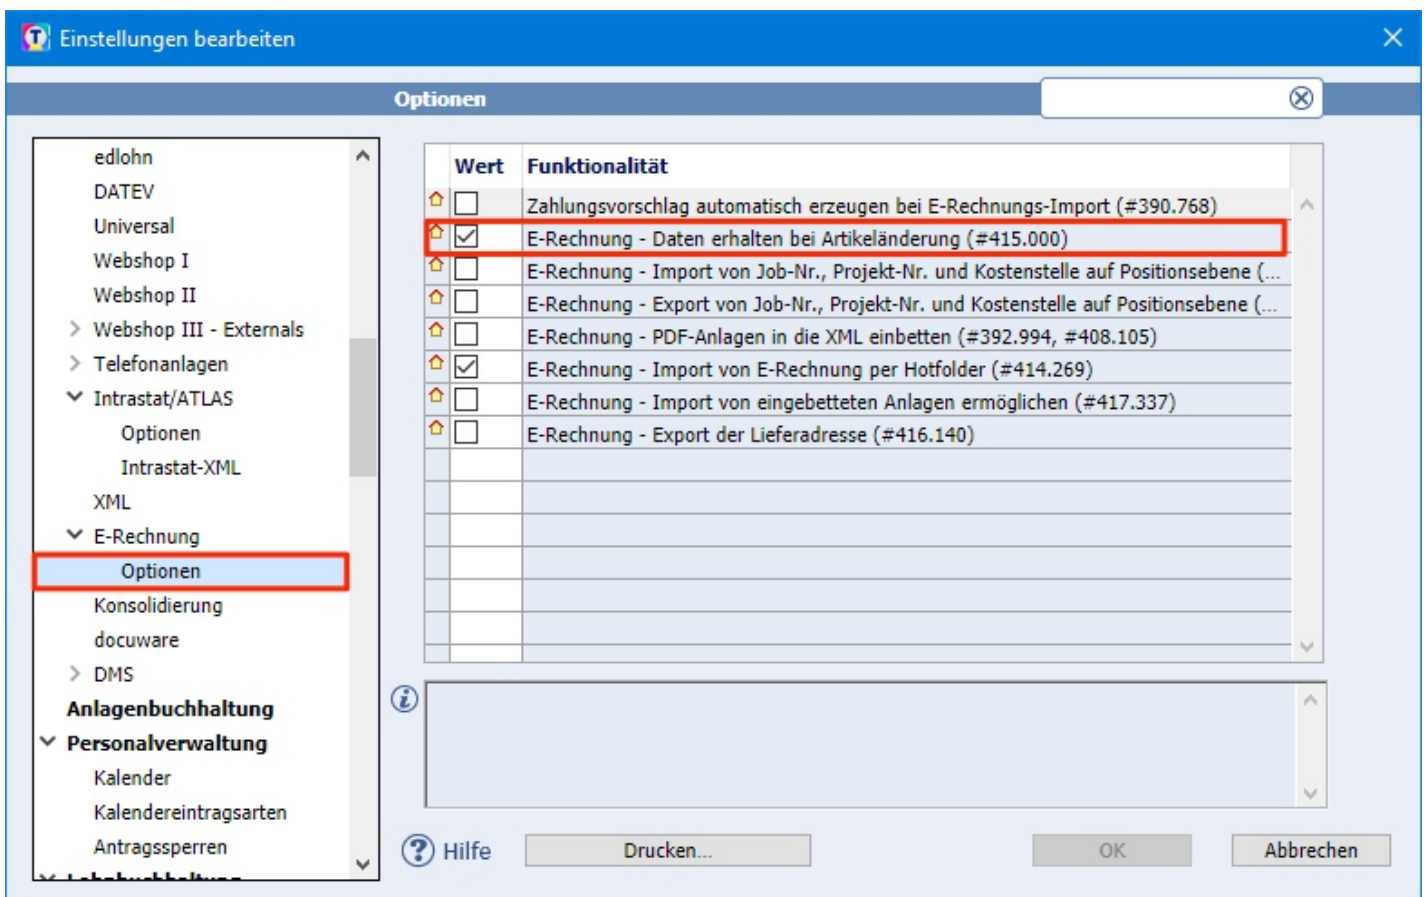 Einstellungen bearbeiten
Optionen
edlohn
DATEV
Universal
Webshop I
Webshop II
Webshop III - Externals
Telefonanlagen
Intrastat/ATLAS
Optionen
Intrastat-XML
XML
E-Rechnung
Optionen
Konsolidierung
docuware
DMS
Anlagenbuchhaltung
Personalverwaltung
Kalender
Kalendereintragsarten
Antragssperren
Wert Funktionalität
Zahlungsvorschlag automatisch erzeugen bei E-Rechnungs-Import (#390.768)
E-Rechnung - Daten erhalten bei Artikeländerung (#415.000)
E-Rechnung - Import von Job-Nr., Projekt-Nr. und Kostenstelle auf Positionsebene (...
E-Rechnung - Export von Job-Nr., Projekt-Nr. und Kostenstelle auf Positionsebene (...
E-Rechnung - PDF-Anlagen in die XML einbetten (#392.994, #408.105)
E-Rechnung - Import von E-Rechnung per Hotfolder (#414.269)
E-Rechnung - Import von eingebetteten Anlagen ermöglichen (#417.337)
E-Rechnung - Export der Lieferadresse (#416.140)
Hilfe
Drucken...
OK
Abbrechen